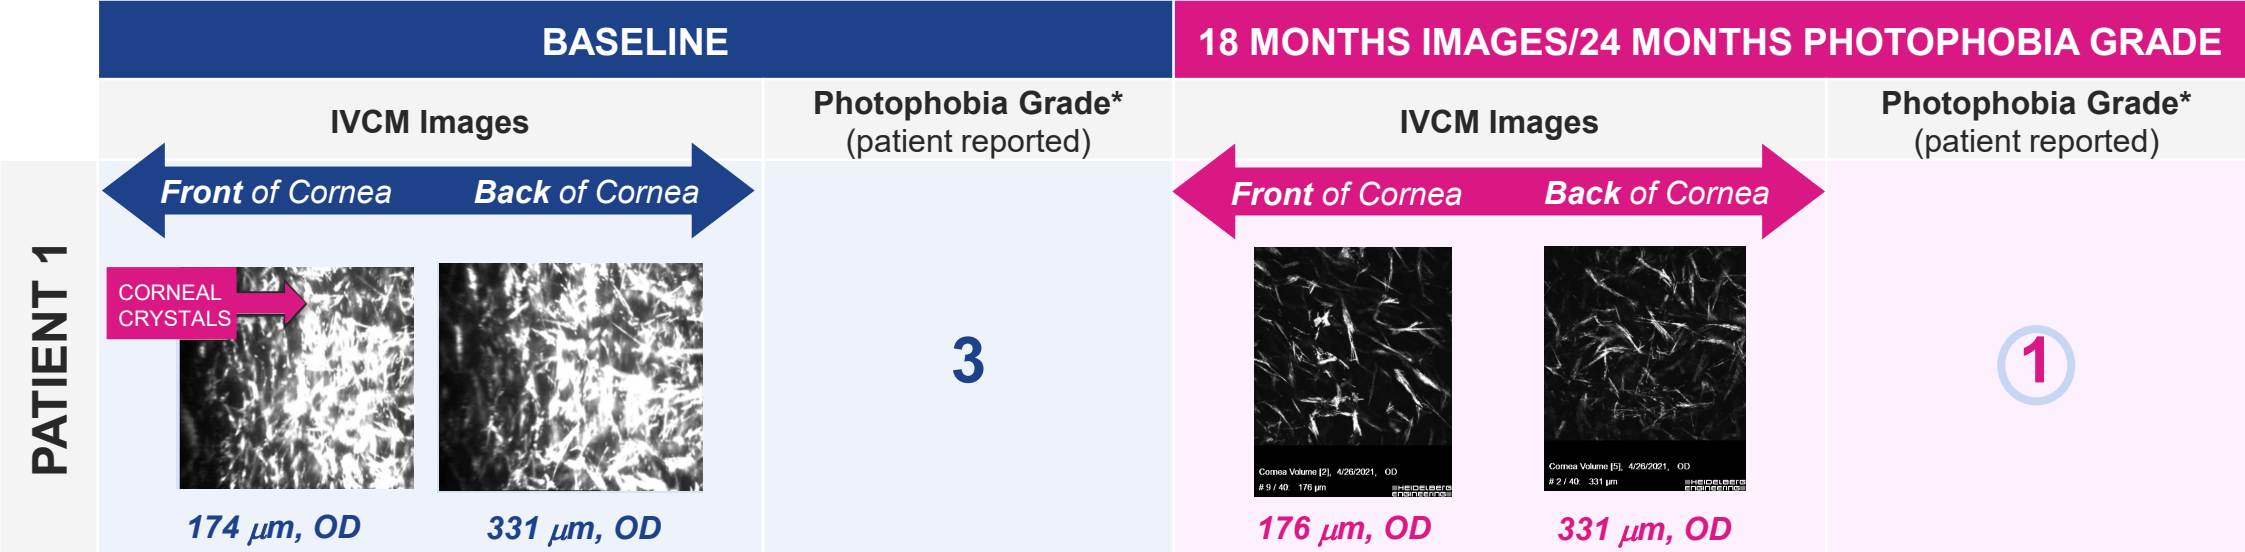 BASELINE
18 MONTHS IMAGES/24 MONTHS PHOTOPHOBIA GRADE
IVCM Images
Photophobia Grade*
(patient reported)
IVCM Images
Photophobia Grade*
(patient reported)
PATIENT 1
Front of Cornea
Back of Cornea
CORNEAL
CRYSTALS
174 µm, OD
331 µm, OD
3
Front of Cornea
Back of Cornea
Cornea Volume [2], 4/26/2021, OD
# 9 / 40: 176 µm
HEIDELBERG
ENGINEERING
Cornea Volume [5], 4/26/2021, OD
# 2 / 40: 331 µm
HEIDELBERG
ENGINEERING
176 µm, OD
331 µm, OD
1